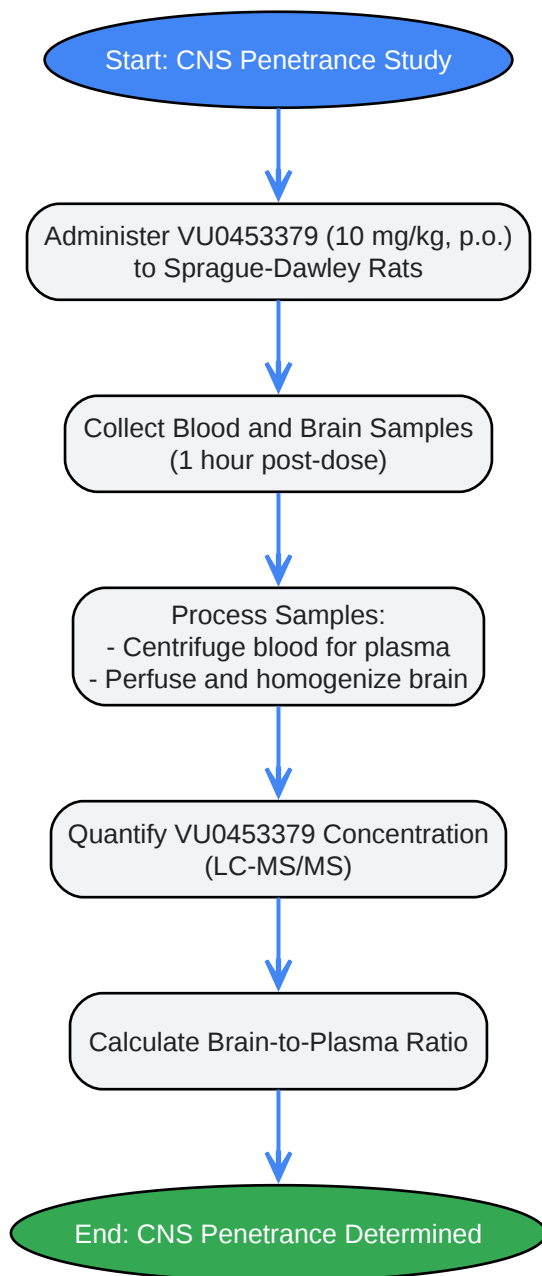 Start: CNS Penetrance Study
Administer VU0453379 (10 mg/kg, p.o.)
to Sprague-Dawley Rats
Collect Blood and Brain Samples
(1 hour post-dose)
Process Samples:
- Centrifuge blood for plasma
- Perfuse and homogenize brain
Quantify VU0453379 Concentration
(LC-MS/MS)
Calculate Brain-to-Plasma Ratio
End: CNS Penetrance Determined